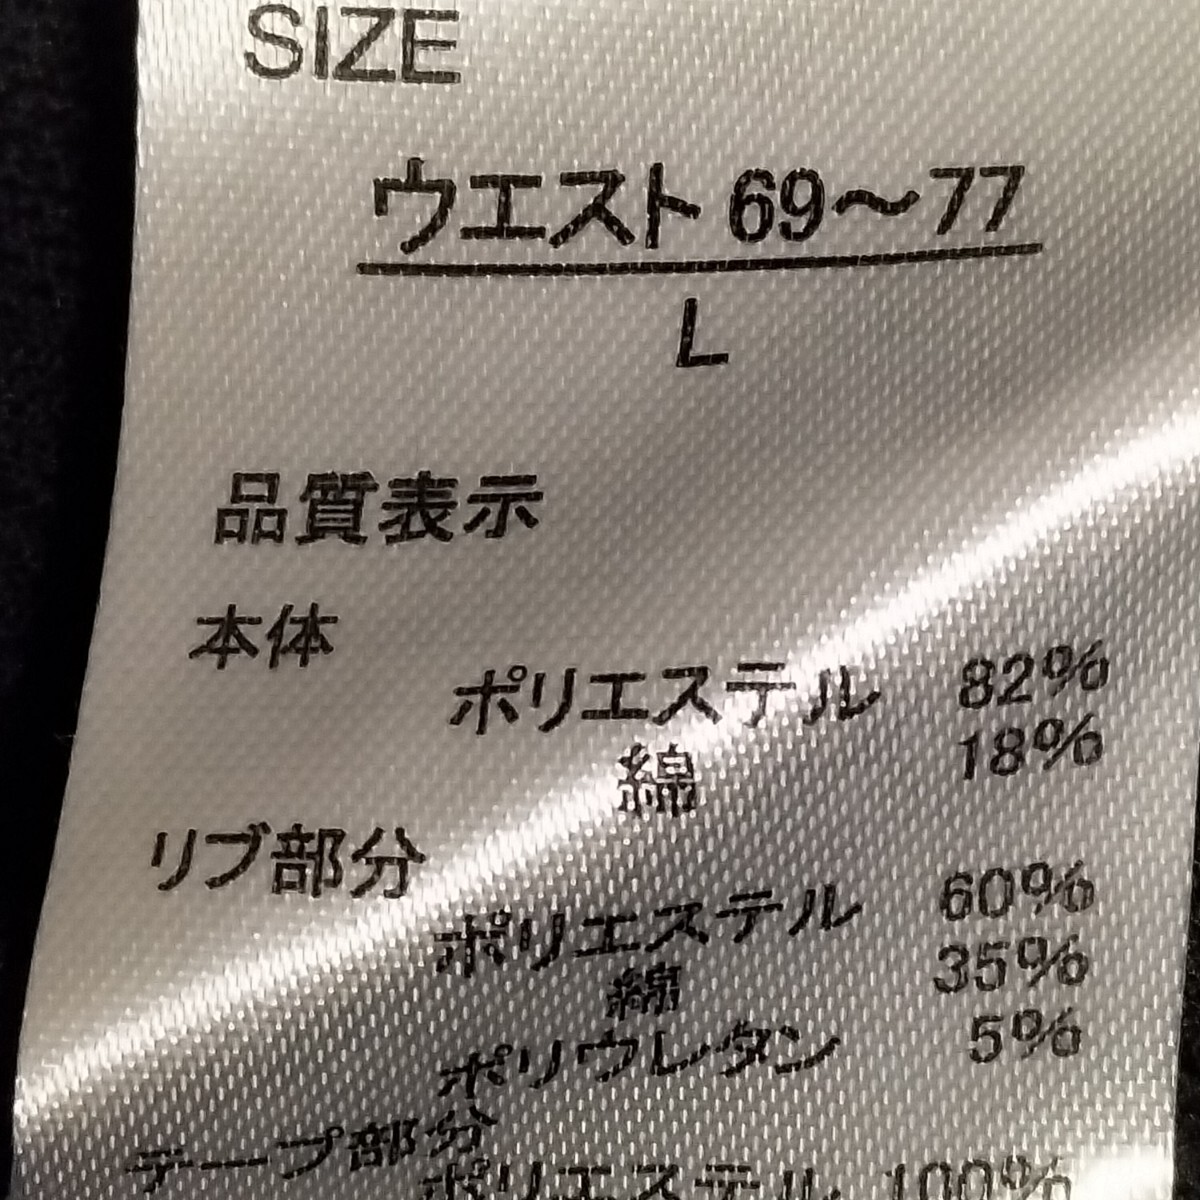 SIZE
ウエスト 69～77
L
品質表示
本体
ポリエステル 82%
綿 18%
リブ部分
ポリエステル 60%
綿 35%
ポリウレタン 5%
テープ部分
ポリエステル 100%